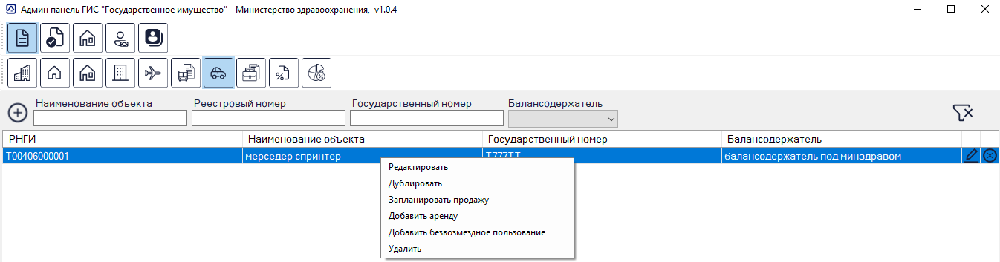 Админ панель ГИС "Государственное имущество" - Министерство здравоохранения, v1.0.4
Наименование объекта Реестровый номер Государственный номер Балансодержатель
РНГИ Наименование объекта Государственный номер Балансодержатель
Т00406000001 мерседер спринтер Т777ТТ балансодержатель под минздравом
Редактировать
Дублировать
Запланировать продажу
Добавить аренду
Добавить безвозмездное пользование
Удалить